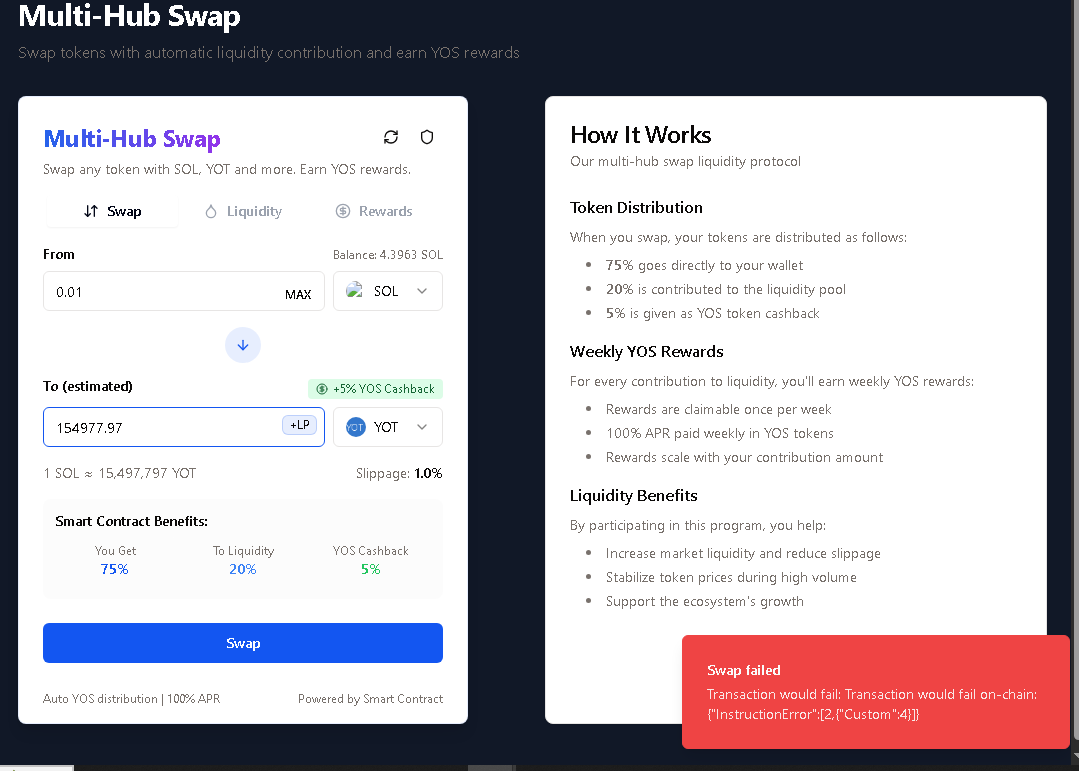 Multi-Hub Swap
Swap tokens with automatic liquidity contribution and earn YOS rewards
Multi-Hub Swap
Swap any token with SOL, YOT and more. Earn YOS rewards.
Swap
Liquidity
Rewards
From
Balance: 4.3963 SOL
0.01
MAX
SOL
To (estimated)
+5% YOS Cashback
154977.97
+LP
YOT
YOT
1 SOL ≈ 15,497,797 YOT
Slippage: 1.0%
Smart Contract Benefits:
You Get
To Liquidity
YOS Cashback
75%
20%
5%
Swap
Auto YOS distribution | 100% APR
Powered by Smart Contract
How It Works
Our multi-hub swap liquidity protocol
Token Distribution
When you swap, your tokens are distributed as follows:
• 75% goes directly to your wallet
• 20% is contributed to the liquidity pool
• 5% is given as YOS token cashback
Weekly YOS Rewards
For every contribution to liquidity, you'll earn weekly YOS rewards:
• Rewards are claimable once per week
• 100% APR paid weekly in YOS tokens
• Rewards scale with your contribution amount
Liquidity Benefits
By participating in this program, you help:
• Increase market liquidity and reduce slippage
• Stabilize token prices during high volume
• Support the ecosystem's growth
Swap failed
Transaction would fail: Transaction would fail on-chain:
{"InstructionError":[2,{"Custom":4}]}